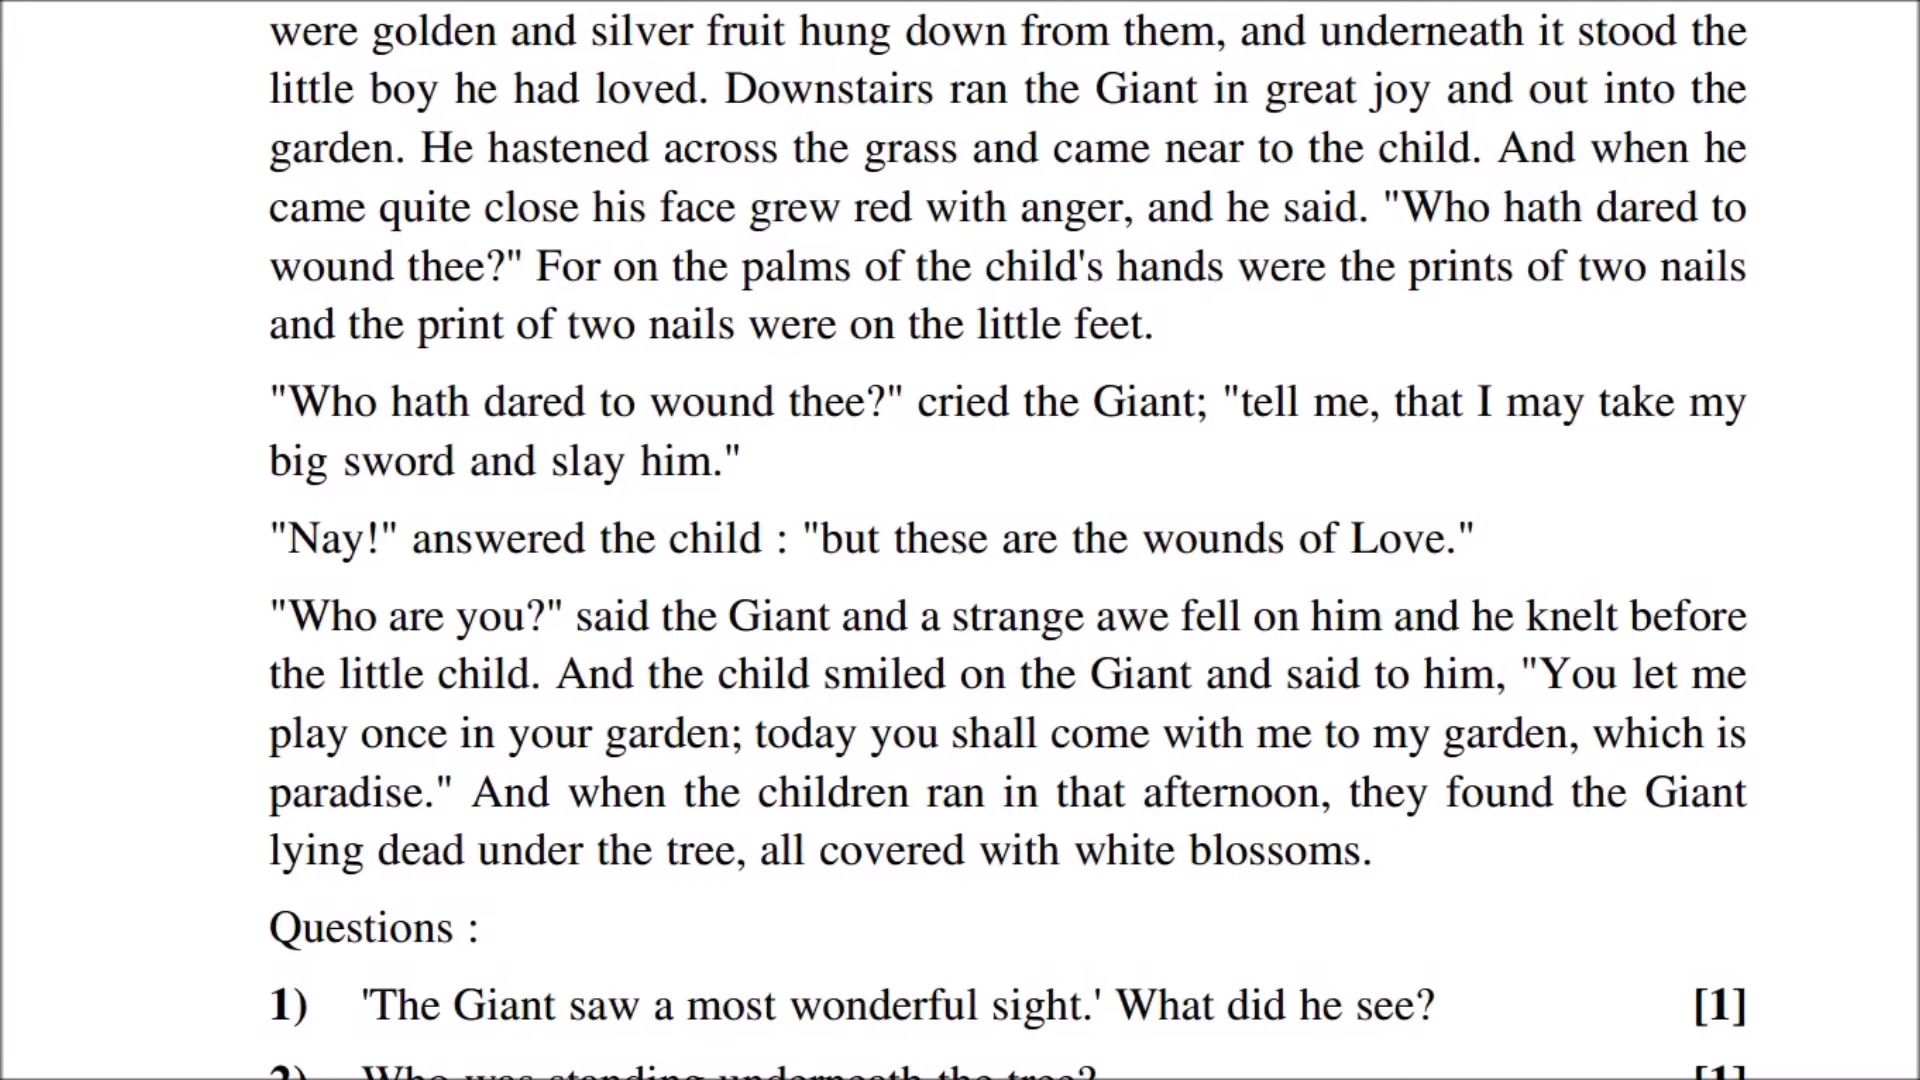 were golden and silver fruit hung down from them, and underneath it stood the
little boy he had loved. Downstairs ran the Giant in great joy and out into the
garden. He hastened across the grass and came near to the child. And when he
came quite close his face grew red with anger, and he said. "Who hath dared to
wound thee?" For on the palms of the child's hands were the prints of two nails
and the print of two nails were on the little feet.
"Who hath dared to wound thee?" cried the Giant; "tell me, that I may take my
big sword and slay him."
"Nay!" answered the child : "but these are the wounds of Love."
"Who are you?" said the Giant and a strange awe fell on him and he knelt before
the little child. And the child smiled on the Giant and said to him, "You let me
play once in your garden; today you shall come with me to my garden, which is
paradise." And when the children ran in that afternoon, they found the Giant
lying dead under the tree, all covered with white blossoms.
Questions :
1) 'The Giant saw a most wonderful sight.' What did he see? [1]
2) Who was standing underneath the tree? [1]